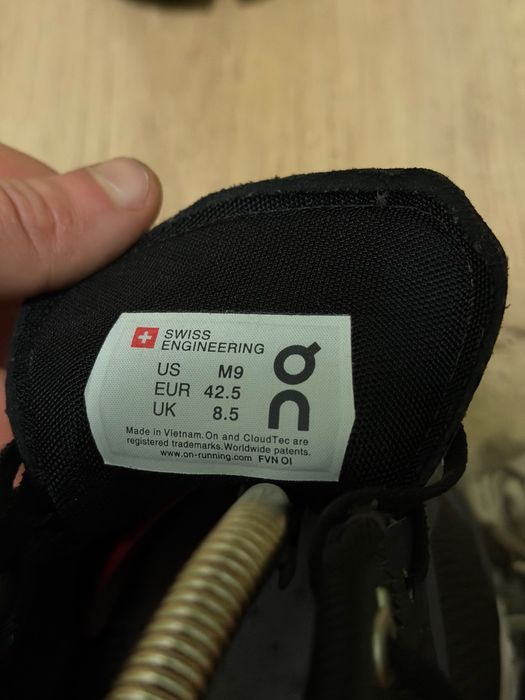 SWISS
ENGINEERING
US M9
EUR 42.5
UK 8.5
On
Made in Vietnam.On and CloudTec are
registered trademarks.Worldwide patents.
www.on-running.com FVN OI